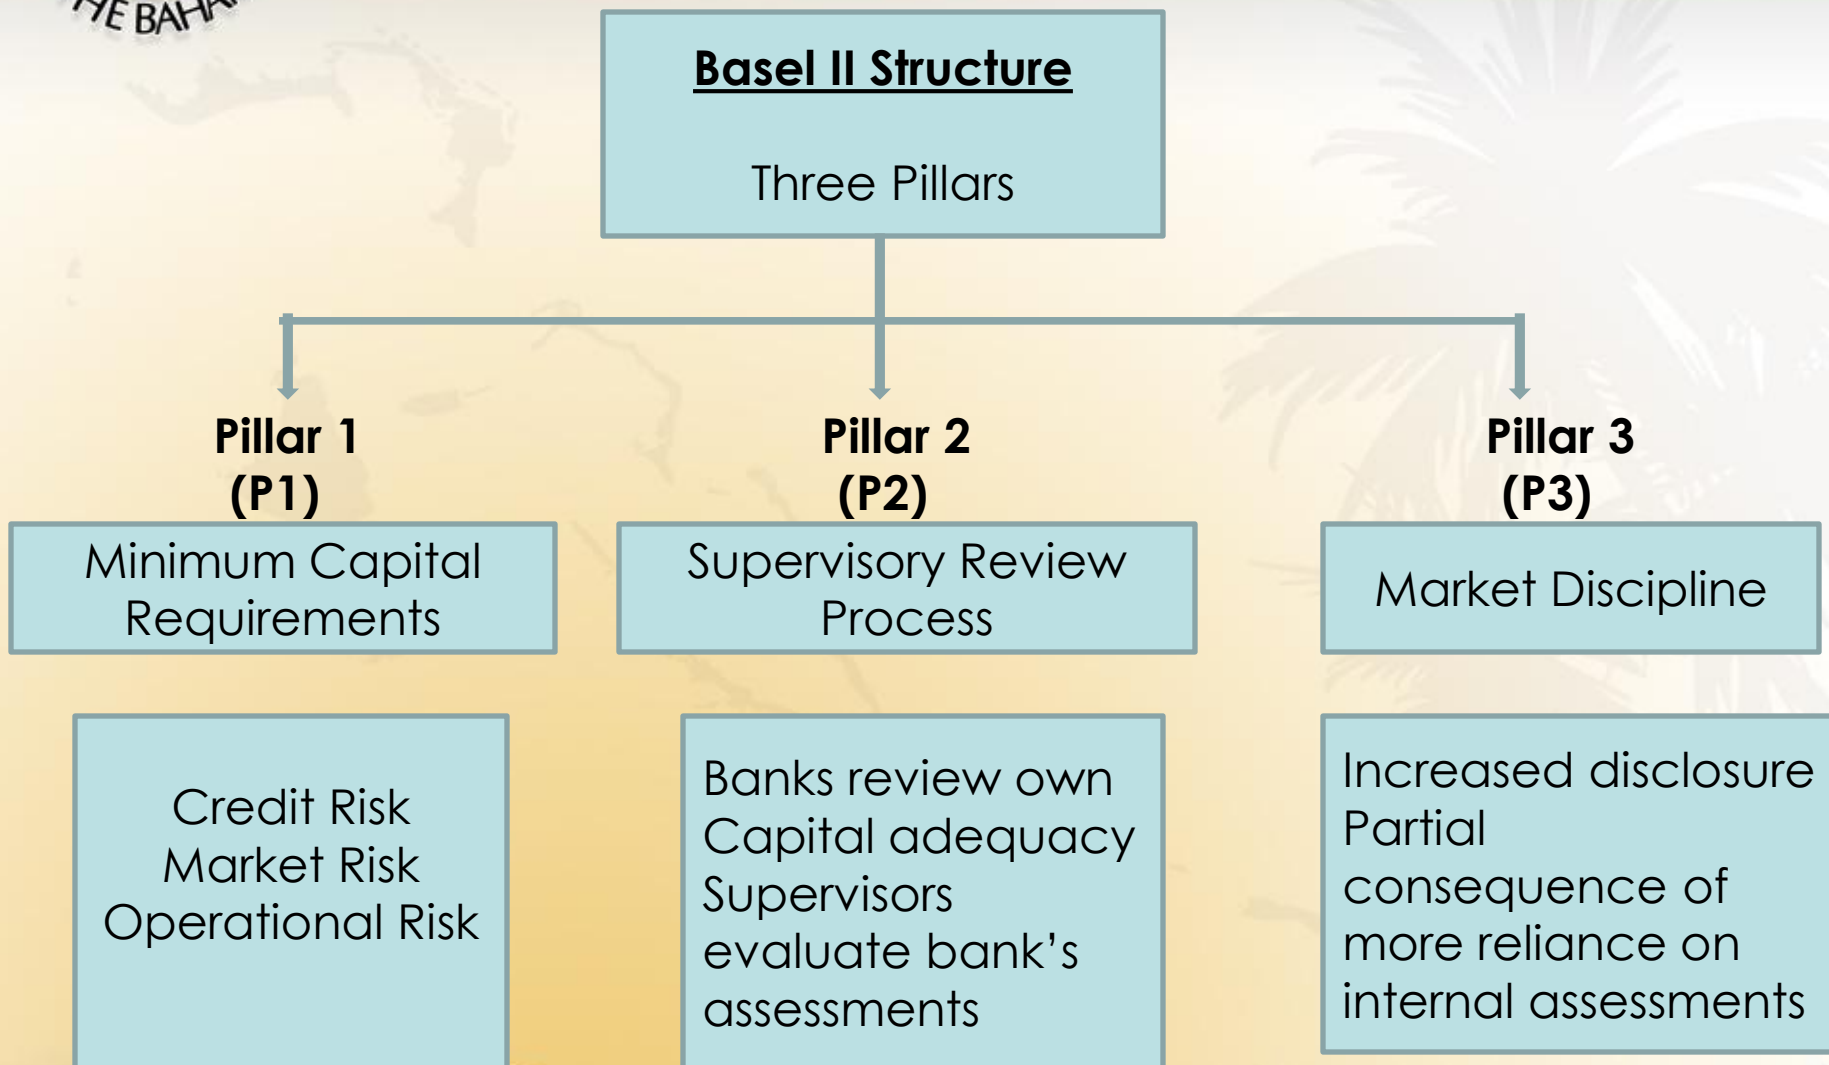 THE BAHA
Basel II Structure
Three Pillars
Pillar 1
(P1)
Minimum Capital
Requirements
Credit Risk
Market Risk
Operational Risk
Pillar 2
(P2)
Supervisory Review
Process
Banks review own
Capital adequacy
Supervisors
evaluate bank’s
assessments
Pillar 3
(P3)
Market Discipline
Increased disclosure
Partial
consequence of
more reliance on
internal assessments